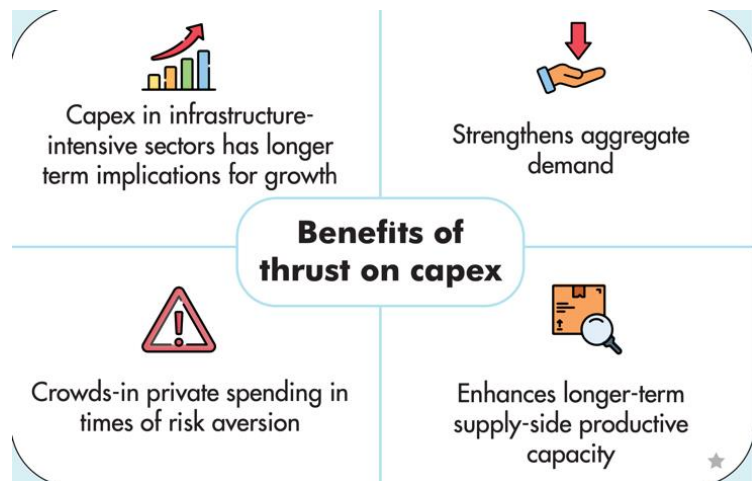 Capex in infrastructure-
intensive sectors has longer
term implications for growth
Strengthens aggregate
demand
Benefits of
thrust on capex
Crowds-in private spending in
times of risk aversion
Enhances longer-term
supply-side productive
capacity